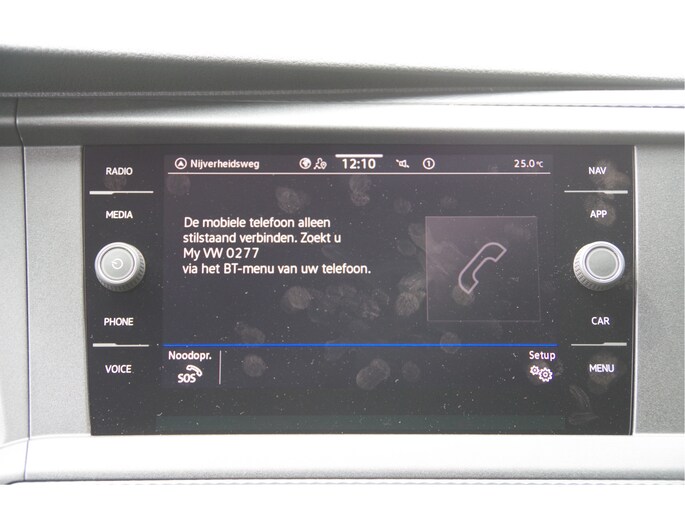 RADIO
MEDIA
PHONE
VOICE
Nijverheidsweg 12:10 1 25.0°C
De mobiele telefoon alleen
stilstaand verbinden. Zoekt u
My VW 0277
via het BT-menu van uw telefoon.
Noodopr. Setup
SOS
NAV
APP
CAR
MENU